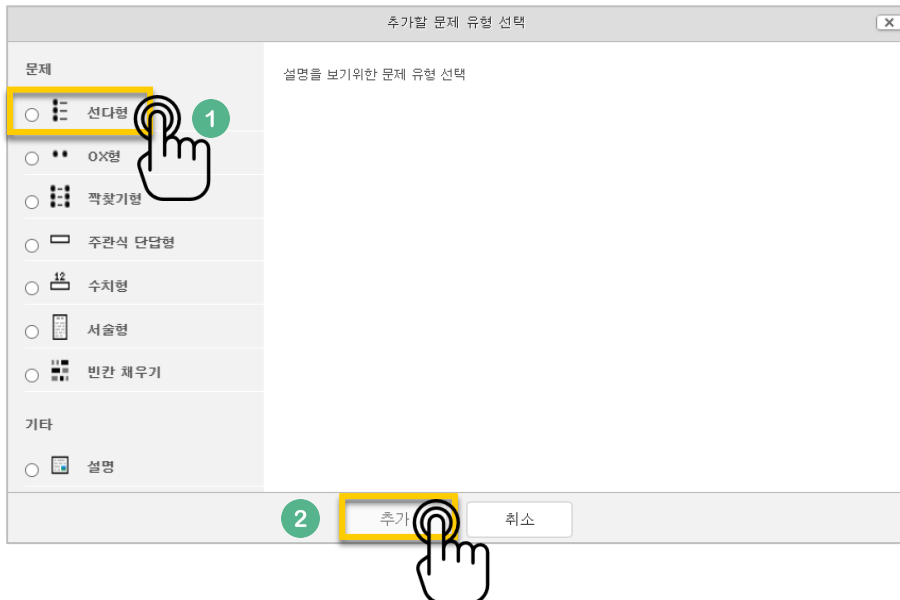 추가할 문제 유형 선택
문제
설명을 보기위한 문제 유형 선택
선다형
1
OX형
짝찾기형
주관식 단답형
12
수치형
서술형
빈칸 채우기
기타
설명
2
추가
취소